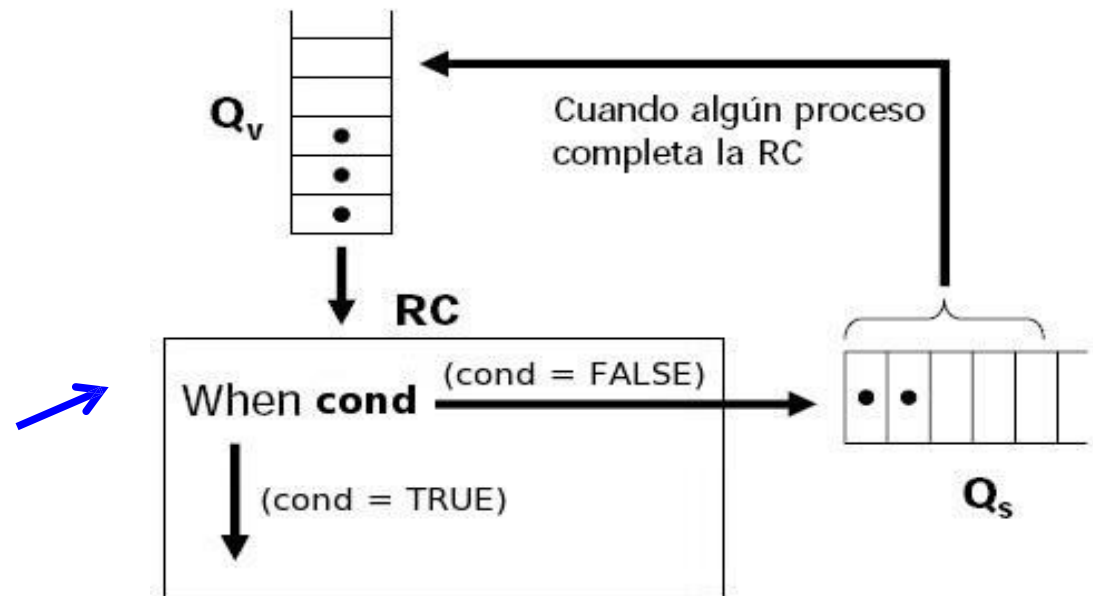 Qv
Cuando algún proceso
completa la RC
RC
When cond
(cond = FALSE)
(cond = TRUE)
Qs